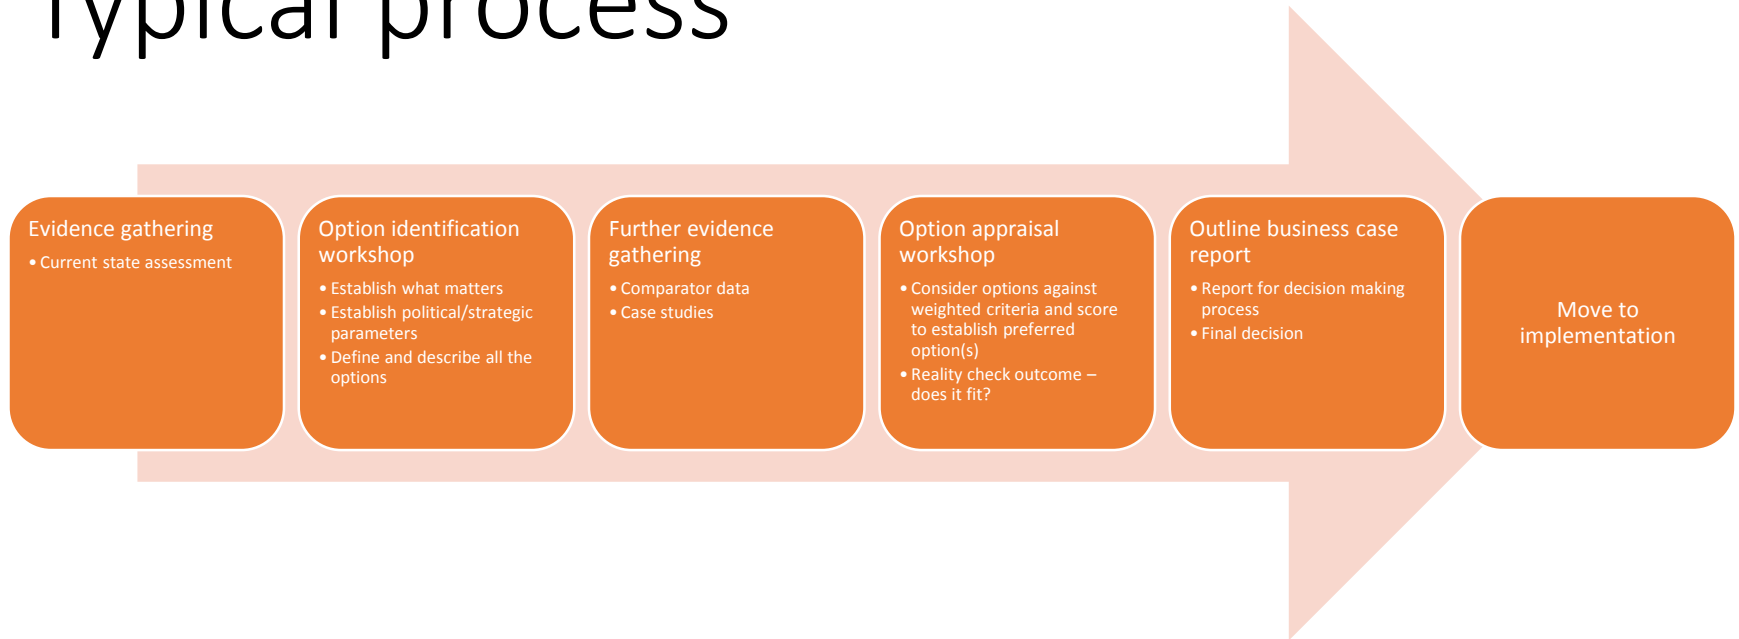 Typical process
Evidence gathering
• Current state assessment
Option identification
workshop
• Establish what matters
• Establish political/strategic
parameters
• Define and describe all the
options
Further evidence
gathering
• Comparator data
• Case studies
Option appraisal
workshop
• Consider options against
weighted criteria and score
to establish preferred
option(s)
• Reality check outcome –
does it fit?
Outline business case
report
• Report for decision making
process
• Final decision
Move to
implementation